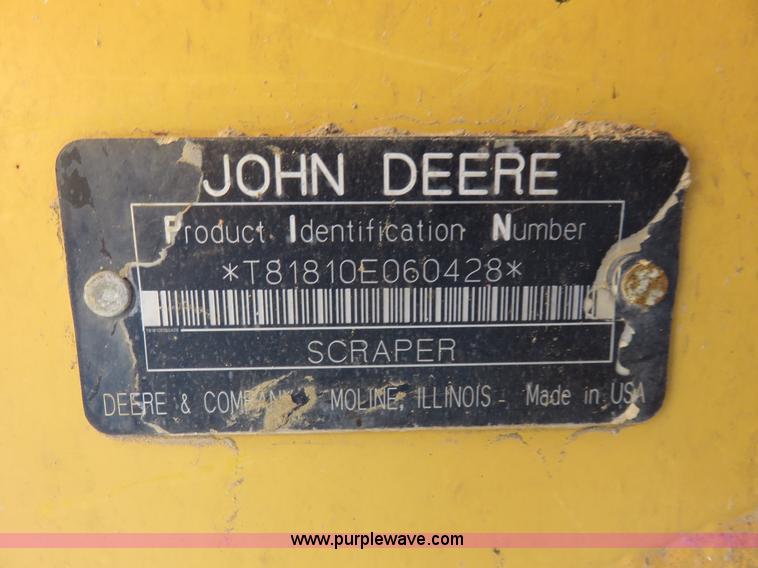 JOHN DEERE
Product Identification Number
*T81810E060428*
SCRAPER
DEERE & COMPANY MOLINE, ILLINOIS Made in USA
www.purplewave.com